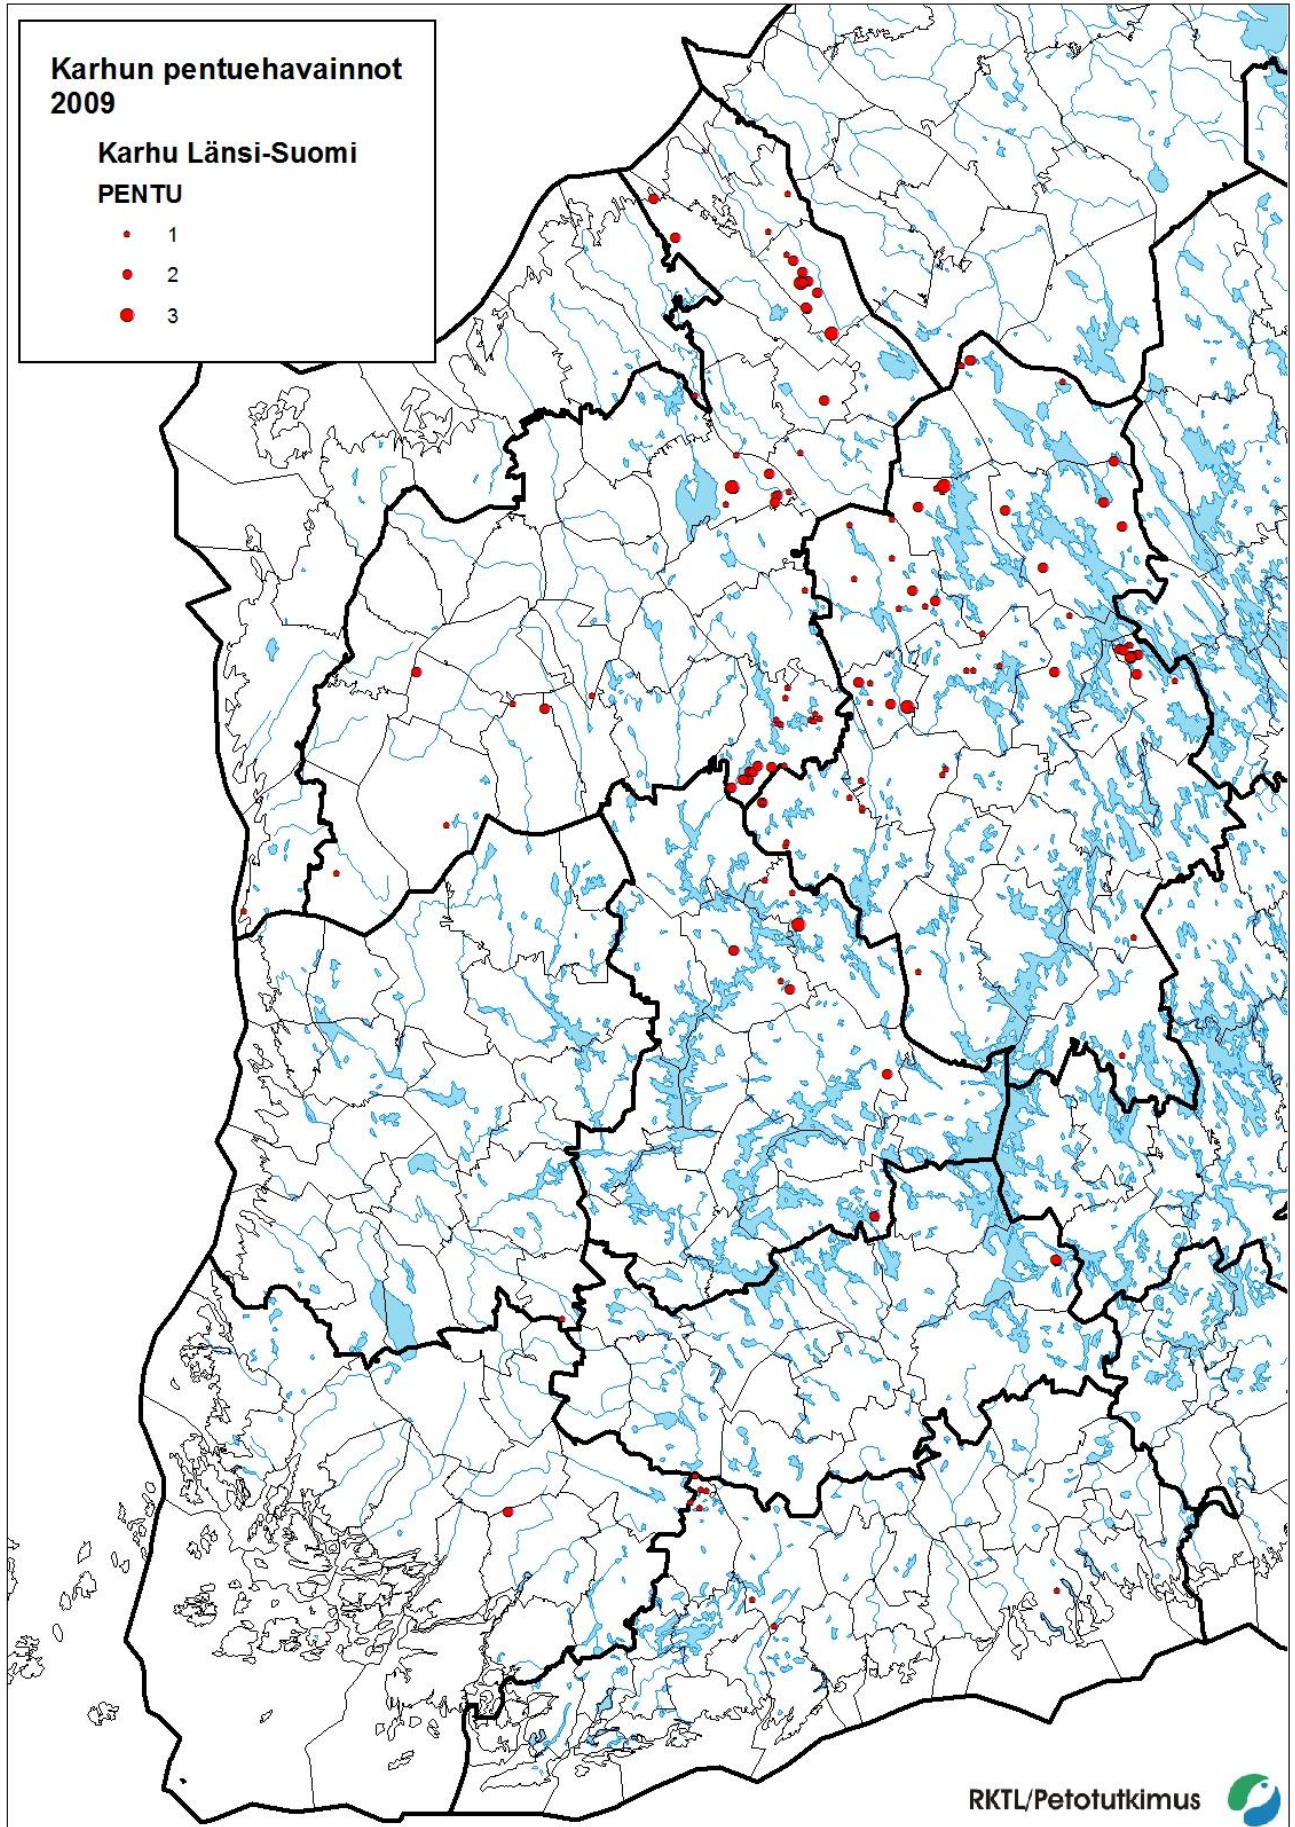 Karhun pentuehavainnot
2009
Karhu Länsi-Suomi
PENTU
1
2
3
RKTL/Petotutkimus